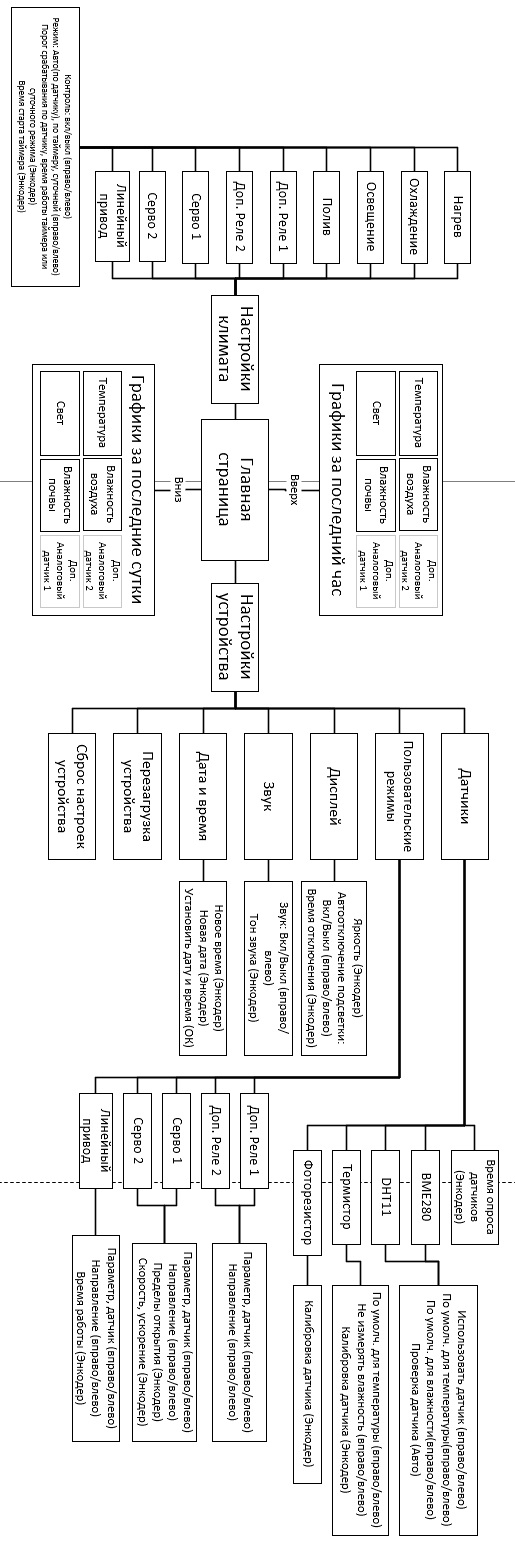 Контроль: вкл/выкл (вправо/влево)
Режим: Авто(по датчику), по таймеру, суточный (вправо/влево)
Порог срабатывания по датчику, время работы таймера или
суточного режима (Энкодер)
Время старта таймера (Энкодер)
Нагрев
Охлаждение
Освещение
Полив
Доп. Реле 1
Доп. Реле 2
Серво 1
Серво 2
Линейный
привод
Настройки
климата
Графики за последний час
Температура
Влажность
воздуха
Доп.
Аналоговый
датчик 2
Свет
Влажность
почвы
Доп.
Аналоговый
датчик 1
Вверх
Главная
страница
Вниз
Графики за последние сутки
Температура
Влажность
воздуха
Доп.
Аналоговый
датчик 2
Свет
Влажность
почвы
Доп.
Аналоговый
датчик 1
Настройки
устройства
Датчики
Пользовательские
режимы
Дисплей
Звук
Дата и время
Перезагрузка
устройства
Сброс настроек
устройства
Яркость (Энкодер)
Автоотключение подсветки:
Вкл/Выкл (вправо/влево)
Время отключения (Энкодер)
Звук: Вкл/Выкл (вправо/
влево)
Тон звука (Энкодер)
Новое время (Энкодер)
Новая дата (Энкодер)
Установить дату и время (ОК)
Время опроса
датчиков
(Энкодер)
BME280
DHT11
Термистор
Фоторезистор
Доп. Реле 1
Доп. Реле 2
Серво 1
Серво 2
Линейный
привод
Использовать датчик (вправо/влево)
По умолч. для температуры(вправо/влево)
По умолч. для влажности(вправо/влево)
Проверка датчика (Авто)
По умолч. для температуры (вправо/влево)
Не измерять влажность (вправо/влево)
Калибровка датчика (Энкодер)
Калибровка датчика (Энкодер)
Параметр, датчик (вправо/влево)
Направление (вправо/влево)
Параметр, датчик (вправо/влево)
Направление (вправо/влево)
Пределы открытия (Энкодер)
Скорость, ускорение (Энкодер)
Параметр, датчик (вправо/влево)
Направление (вправо/влево)
Время работы (Энкодер)